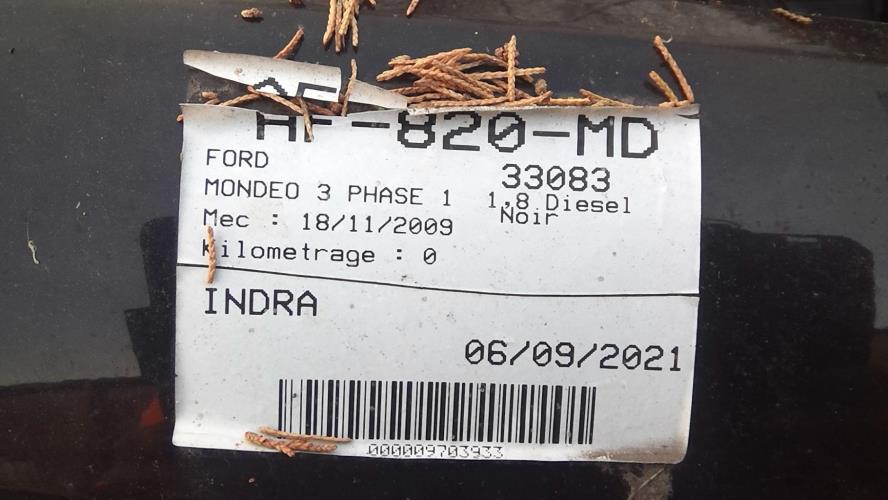 AF-820-MD
FORD
33083
MONDEO 3 PHASE 1 1,8 Diesel
Noir
Mec : 18/11/2009
Kilometrage : 0
INDRA
06/09/2021
000009703933